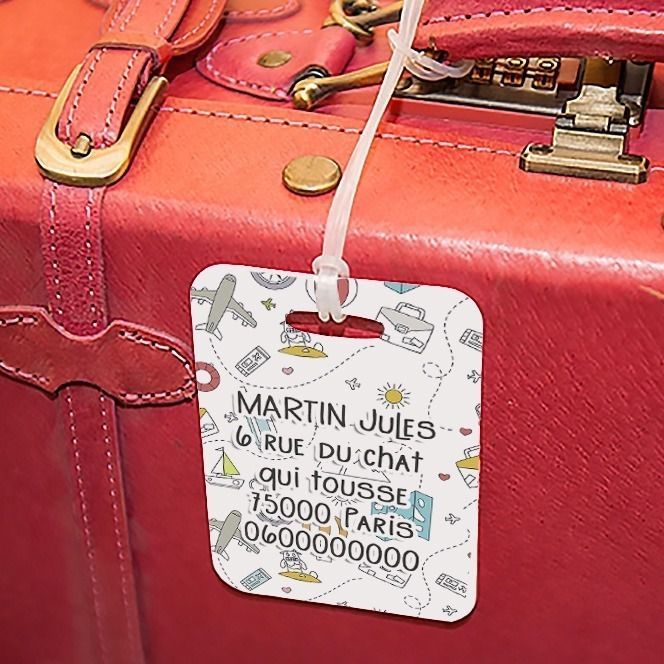 MARTIN JULES
6 RUE DU chat
qui tousse
75000 PARIS
0600000000